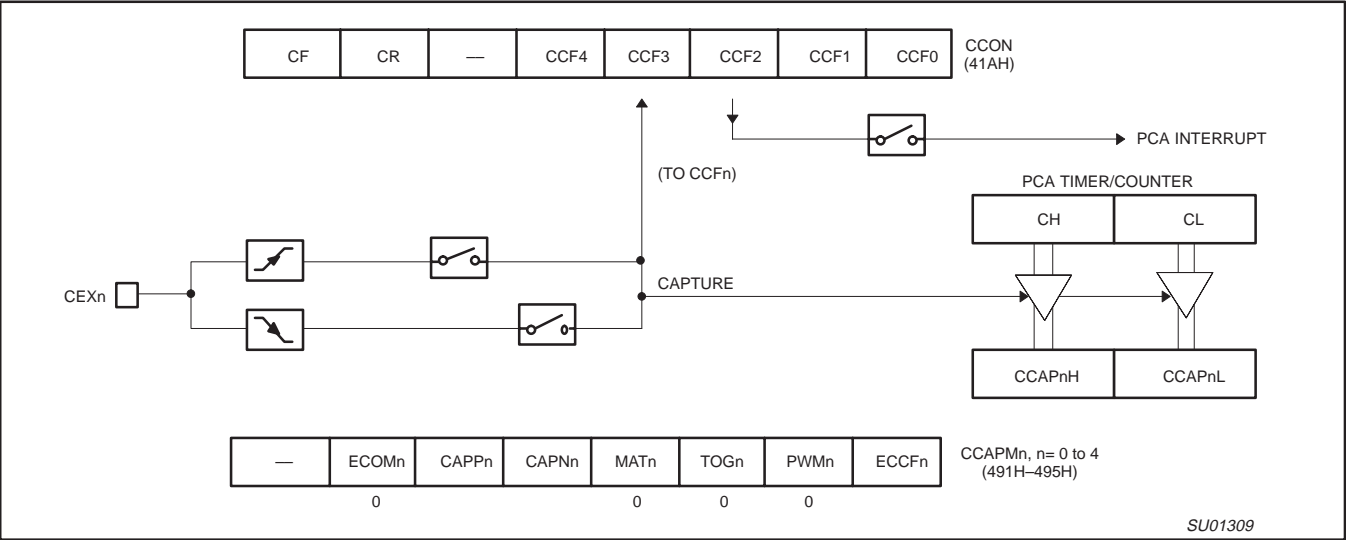 CF CR — CCF4 CCF3 CCF2 CCF1 CCF0
CCON
(41AH)
PCA INTERRUPT
(TO CCFn)
PCA TIMER/COUNTER
CH CL
CEXn
CAPTURE
CCAPnH CCAPnL
— ECOMn CAPPn CAPNn MATn TOGn PWMn ECCFn
CCAPMn, n= 0 to 4
(491H–495H)
0 0 0 0
SU01309